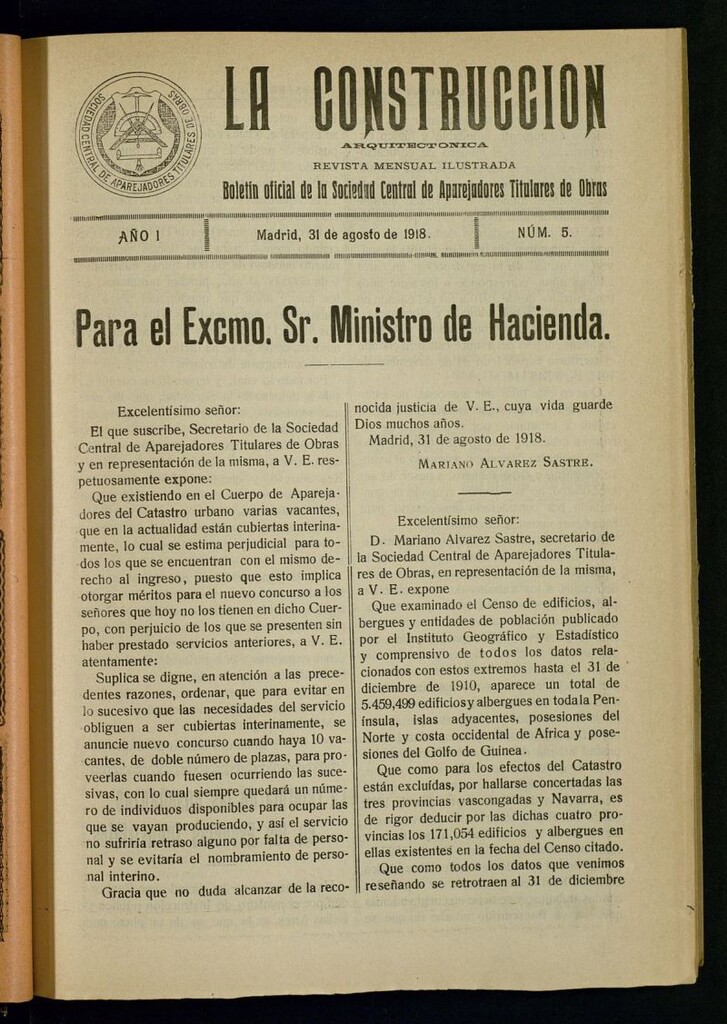 SOCIEDAD CENTRAL DE APAREJADORES TITULARES DE OBRAS
LA CONSTRUCCION
ARQUITECTONICA
REVISTA MENSUAL ILUSTRADA
Boletín oficial de la Sociedad Central de Aparejadores Titulares de Obras
AÑO I
Madrid, 31 de agosto de 1918.
NÚM. 5.
Para el Excmo. Sr. Ministro de Hacienda.
Excelentísimo señor:
El que suscribe, Secretario de la Sociedad
Central de Aparejadores Titulares de Obras
y en representación de la misma, a V. E. res-
petuosamente expone:
Que existiendo en el Cuerpo de Apareja-
dores del Catastro urbano varias vacantes,
que en la actualidad están cubiertas interina-
mente, lo cual se estima perjudicial para to-
dos los que se encuentran con el mismo de-
recho al ingreso, puesto que esto implica
otorgar méritos para el nuevo concurso a los
señores que hoy no los tienen en dicho Cuer-
po, con perjuicio de los que se presenten sin
haber prestado servicios anteriores, a V. E.
atentamente:
Suplica se digne, en atención a las prece-
dentes razones, ordenar, que para evitar en
lo sucesivo que las necesidades del servicio
obliguen a ser cubiertas interinamente, se
anuncie nuevo concurso cuando haya 10 va-
cantes, de doble número de plazas, para pro-
veerlas cuando fuesen ocurriendo las suce-
sivas, con lo cual siempre quedará un núme-
ro de individuos disponibles para ocupar las
que se vayan produciendo, y así el servicio
no sufriría retraso alguno por falta de perso-
nal y se evitaría el nombramiento de perso-
nal interino.
Gracia que no duda alcanzar de la reco-
nocida justicia de V. E., cuya vida guarde
Dios muchos años.
Madrid, 31 de agosto de 1918.
MARIANO ALVAREZ SASTRE.
Excelentísimo señor:
D. Mariano Alvarez Sastre, secretario de
la Sociedad Central de Aparejadores Titula-
res de Obras, en representación de la misma,
a V. E. expone
Que examinado el Censo de edificios, al-
bergues y entidades de población publicado
por el Instituto Geográfico y Estadístico
y comprensivo de todos los datos rela-
cionados con estos extremos hasta el 31 de
diciembre de 1910, aparece un total de
5.459,499 edificios y albergues en toda la Pen-
ínsula, islas adyacentes, posesiones del
Norte y costa occidental de Africa y pose-
siones del Golfo de Guinea.
Que como para los efectos del Catastro
están excluídas, por hallarse concertadas las
tres provincias vascongadas y Navarra, es
de rigor deducir por las dichas cuatro pro-
vincias los 171,054 edificios y albergues en
ellas existentes en la fecha del Censo citado.
Que como todos los datos que venimos
reseñando se retrotraen al 31 de diciembre